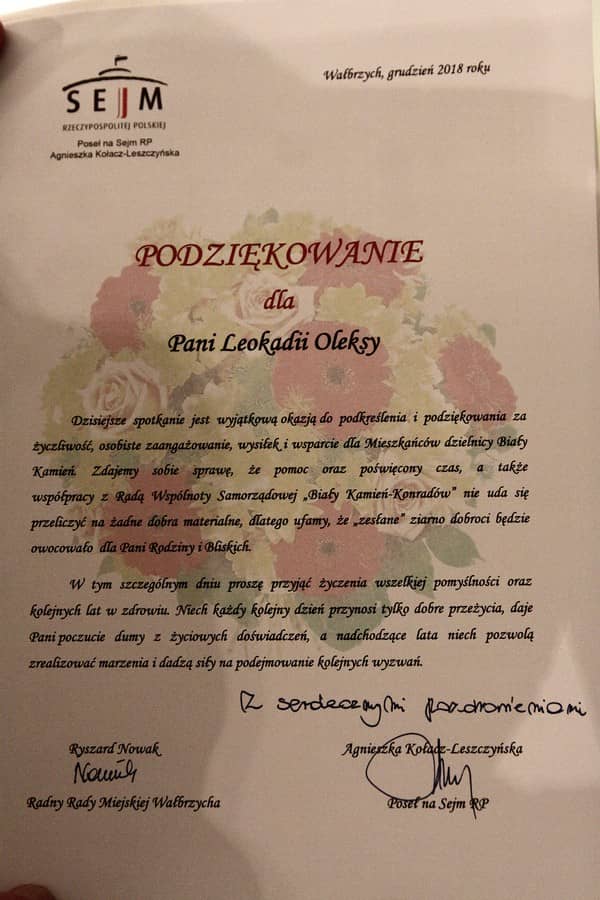 Wałbrzych, grudzień 2018 roku
SEJM
RZECZYPOSPOLITEJ POLSKIEJ
Poseł na Sejm RP
Agnieszka Kołacz-Leszczyńska
PODZIĘKOWANIE
dla
Pani Leokadii Oleksy
Dzisiejsze spotkanie jest wyjątkową okazją do podkreślenia i podziękowania za
życzliwość, osobiste zaangażowanie, wysiłek i wsparcie dla Mieszkańców dzielnicy Biały
Kamień. Zdajemy sobie sprawę, że pomoc oraz poświęcony czas, a także
współpracy z Radą Wspólnoty Samorządowej „Biały Kamień-Konradów" nie uda się
przeliczyć na żadne dobra materialne, dlatego ufamy, że „zesłane" ziarno dobroci będzie
owocowało dla Pani Rodziny i Bliskich.
W tym szczególnym dniu proszę przyjąć życzenia wszelkiej pomyślności oraz
kolejnych lat w zdrowiu. Niech każdy kolejny dzień przynosi tylko dobre przeżycia, daje
Pani poczucie dumy z życiowych doświadczeń, a nadchodzące lata niech pozwolą
zrealizować marzenia i dadzą siły na podejmowanie kolejnych wyzwań.
Z serdecznymi pozdrowieniami
Ryszard Nowak
Agnieszka Kołacz-Leszczyńska
Nowak
Radny Rady Miejskiej Wałbrzycha
Poseł na Sejm RP